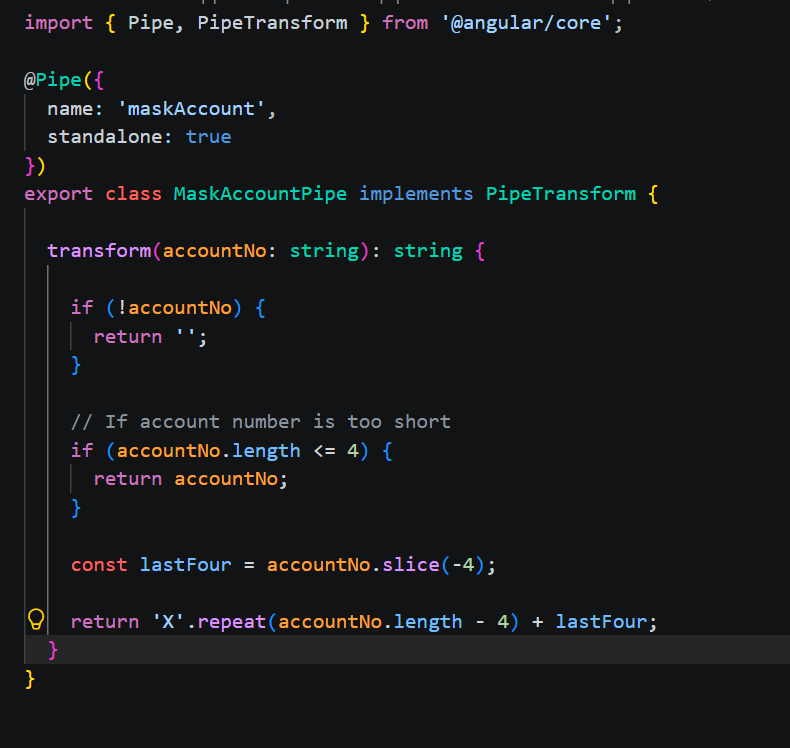 import { Pipe, PipeTransform } from '@angular/core';
@Pipe({
  name: 'maskAccount',
  standalone: true
})
export class MaskAccountPipe implements PipeTransform {
  transform(accountNo: string): string {
    if (!accountNo) {
      return '';
    }
    // If account number is too short
    if (accountNo.length <= 4) {
      return accountNo;
    }
    const lastFour = accountNo.slice(-4);
    return 'X'.repeat(accountNo.length - 4) + lastFour;
  }
}